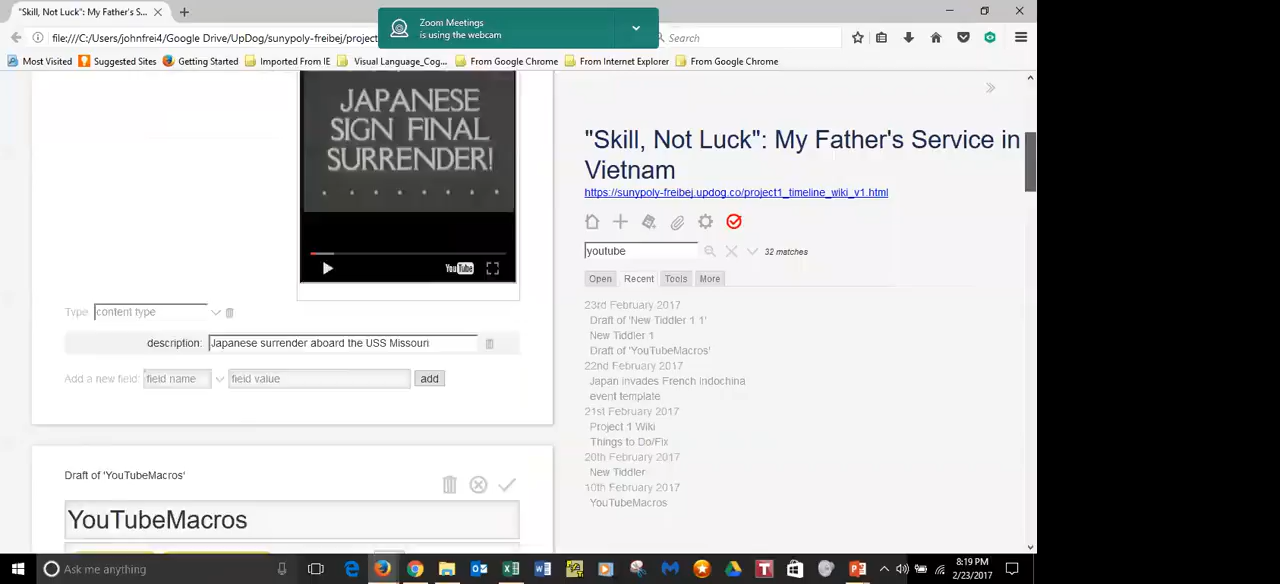 "Skill, Not Luck": My Father's S...
Zoom Meetings
is using the webcam
file:///C:/Users/johnfrei4/Google Drive/UpDog/sunypoly-freibej/project
Search
Most Visited
Suggested Sites
Getting Started
Imported From IE
Visual Language_Cog...
From Google Chrome
From Internet Explorer
From Google Chrome
JAPANESE
SIGN FINAL
SURRENDER!
YouTube
Type
content type
description:
Japanese surrender aboard the USS Missouri
Add a new field:
field name
field value
add
Draft of 'YouTubeMacros'
YouTubeMacros
"Skill, Not Luck": My Father's Service in
Vietnam
https://sunypoly-freibej.updog.co/project1_timeline_wiki_v1.html
youtube
32 matches
Open
Recent
Tools
More
23rd February 2017
Draft of 'New Tiddler 1 1'
New Tiddler 1
Draft of 'YouTubeMacros'
22nd February 2017
Japan invades French Indochina
event template
21st February 2017
Project 1 Wiki
Things to Do/Fix
20th February 2017
New Tiddler
10th February 2017
YouTubeMacros
Ask me anything
8:19 PM
2/23/2017